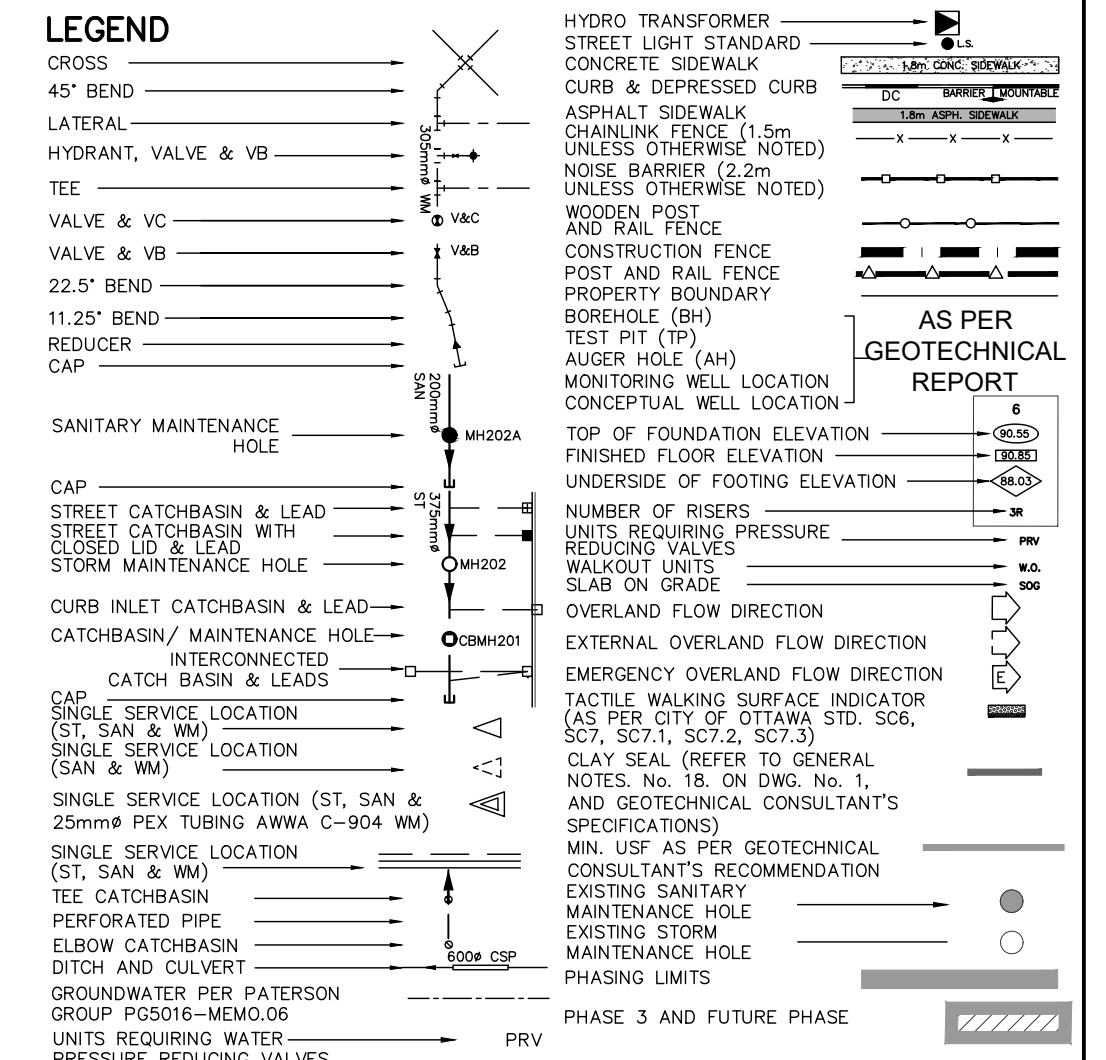 LEGEND
CROSS
45° BEND
LATERAL
HYDRANT, VALVE & VB
TEE
VALVE & VC
VALVE & VB
22.5° BEND
11.25° BEND
REDUCER
CAP
305mmø WM
V&C
V&B
200mmø
SAN
SANITARY MAINTENANCE
HOLE
MH202A
CAP
375mmø
ST
STREET CATCHBASIN & LEAD
STREET CATCHBASIN WITH
CLOSED LID & LEAD
STORM MAINTENANCE HOLE
MH202
CURB INLET CATCHBASIN & LEAD
CATCHBASIN/ MAINTENANCE HOLE
CBMH201
INTERCONNECTED
CATCH BASIN & LEADS
CAP
SINGLE SERVICE LOCATION
(ST, SAN & WM)
SINGLE SERVICE LOCATION
(SAN & WM)
SINGLE SERVICE LOCATION (ST, SAN &
25mmø PEX TUBING AWWA C-904 WM)
SINGLE SERVICE LOCATION
(ST, SAN & WM)
TEE CATCHBASIN
PERFORATED PIPE
ELBOW CATCHBASIN
DITCH AND CULVERT
600ø CSP
GROUNDWATER PER PATERSON
GROUP PG5016-MEMO.06
UNITS REQUIRING WATER
PRV
PRESSURE REDUCING VALVES
HYDRO TRANSFORMER
STREET LIGHT STANDARD
L.S.
CONCRETE SIDEWALK
1.8m CONC. SIDEWALK
CURB & DEPRESSED CURB
DC
BARRIER
MOUNTABLE
ASPHALT SIDEWALK
1.8m ASPH. SIDEWALK
CHAINLINK FENCE (1.5m
UNLESS OTHERWISE NOTED)
X X X
NOISE BARRIER (2.2m
UNLESS OTHERWISE NOTED)
WOODEN POST
AND RAIL FENCE
CONSTRUCTION FENCE
POST AND RAIL FENCE
PROPERTY BOUNDARY
BOREHOLE (BH)
TEST PIT (TP)
AUGER HOLE (AH)
MONITORING WELL LOCATION
CONCEPTUAL WELL LOCATION
AS PER
GEOTECHNICAL
REPORT
6
TOP OF FOUNDATION ELEVATION
90.55
FINISHED FLOOR ELEVATION
90.85
UNDERSIDE OF FOOTING ELEVATION
88.03
NUMBER OF RISERS
3R
UNITS REQUIRING PRESSURE
REDUCING VALVES
PRV
WALKOUT UNITS
W.O.
SLAB ON GRADE
SOG
OVERLAND FLOW DIRECTION
EXTERNAL OVERLAND FLOW DIRECTION
EMERGENCY OVERLAND FLOW DIRECTION
E
TACTILE WALKING SURFACE INDICATOR
(AS PER CITY OF OTTAWA STD. SC6,
SC7, SC7.1, SC7.2, SC7.3)
CLAY SEAL (REFER TO GENERAL
NOTES. No. 18. ON DWG. No. 1,
AND GEOTECHNICAL CONSULTANT'S
SPECIFICATIONS)
MIN. USF AS PER GEOTECHNICAL
CONSULTANT'S RECOMMENDATION
EXISTING SANITARY
MAINTENANCE HOLE
EXISTING STORM
MAINTENANCE HOLE
PHASING LIMITS
PHASE 3 AND FUTURE PHASE